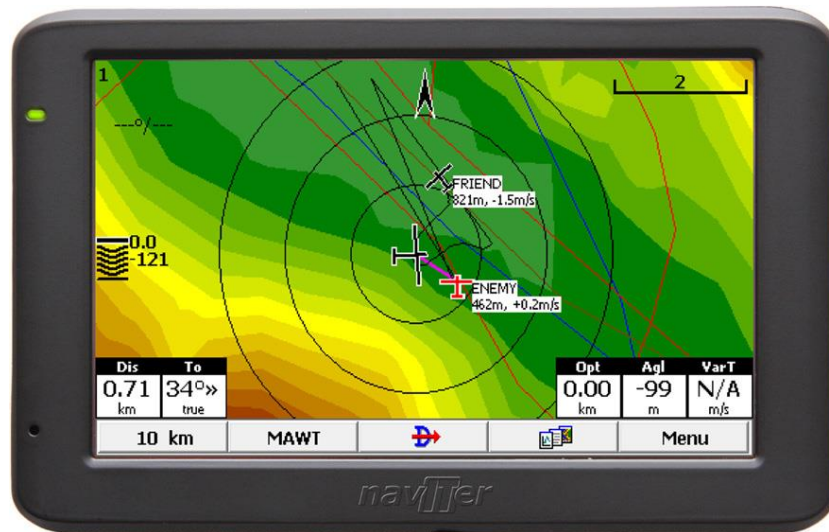 1
2
---°/---
FRIEND
821m, -1.5m/s
0.0
-121
ENEMY
462m, +0.2m/s
Dis
0.71
km
To
34°»
true
Opt
0.00
km
Agl
-99
m
VarT
N/A
m/s
10 km
MAWT
Menu
naviter